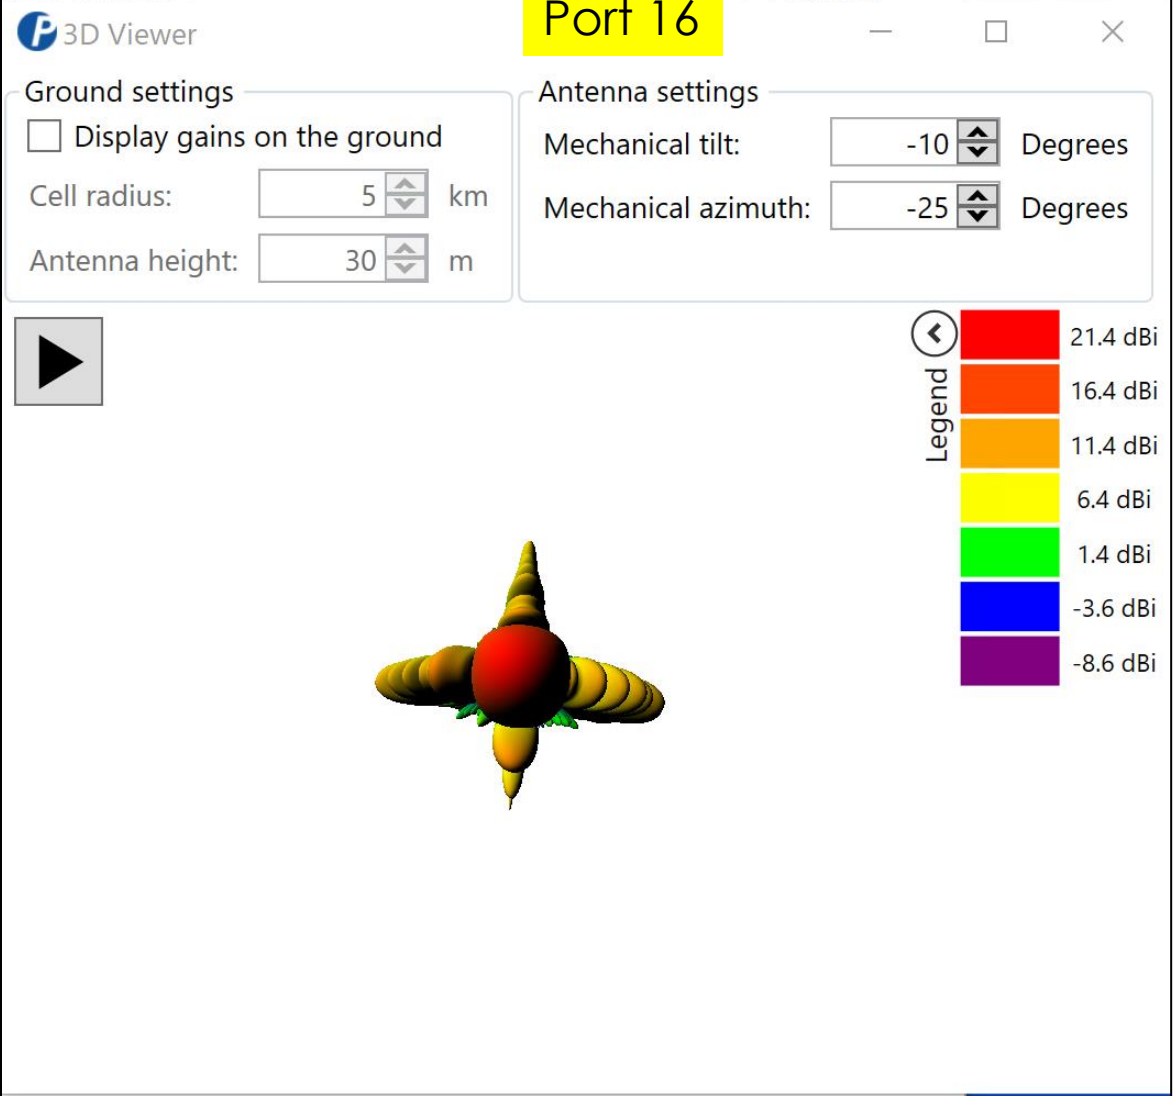 Port 16
3D Viewer
Ground settings
Display gains on the ground
Cell radius: 5 km
Antenna height: 30 m
Antenna settings
Mechanical tilt: -10 Degrees
Mechanical azimuth: -25 Degrees
Legend
21.4 dBi
16.4 dBi
11.4 dBi
6.4 dBi
1.4 dBi
-3.6 dBi
-8.6 dBi